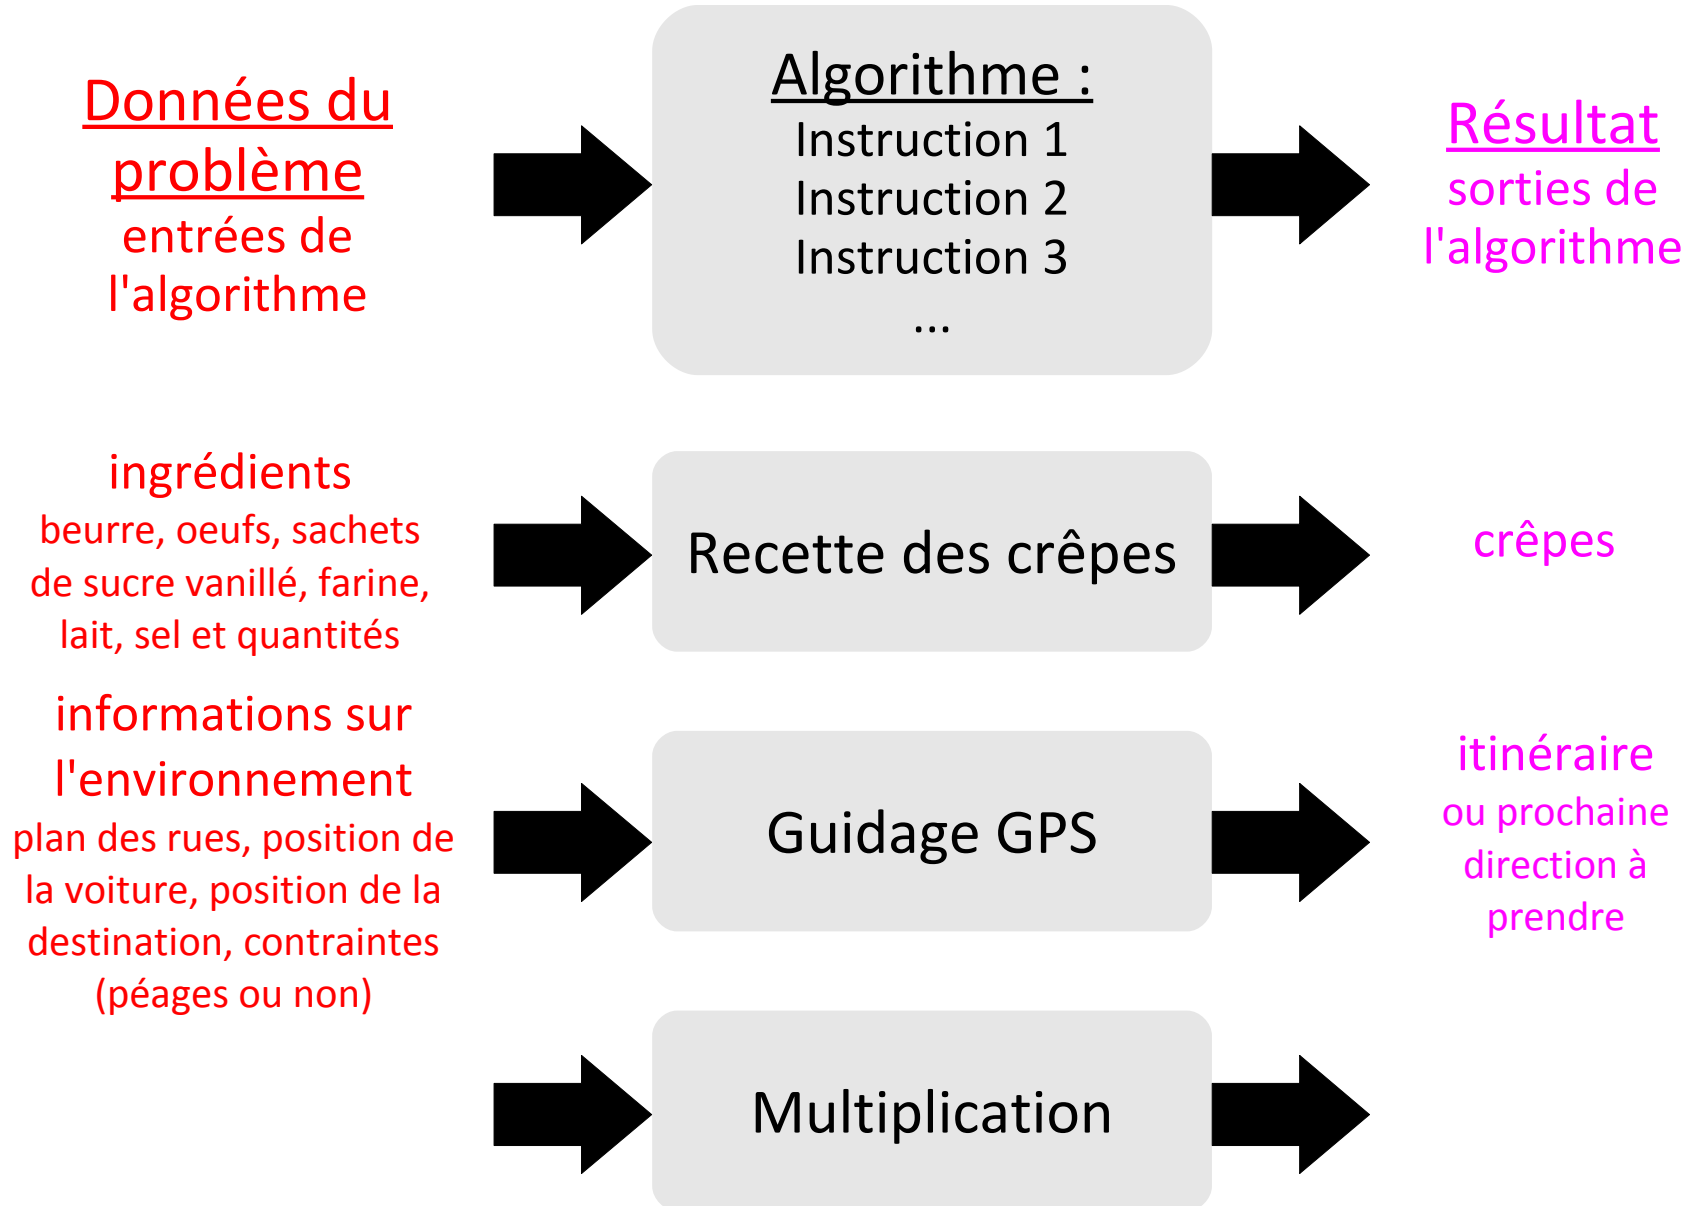 Données du
problème
entrées de
l'algorithme
Algorithme :
Instruction 1
Instruction 2
Instruction 3
...
Résultat
sorties de
l'algorithme
ingrédients
beurre, oeufs, sachets
de sucre vanillé, farine,
lait, sel et quantités
Recette des crêpes
crêpes
informations sur
l'environnement
plan des rues, position de
la voiture, position de la
destination, contraintes
(péages ou non)
Guidage GPS
itinéraire
ou prochaine
direction à
prendre
Multiplication